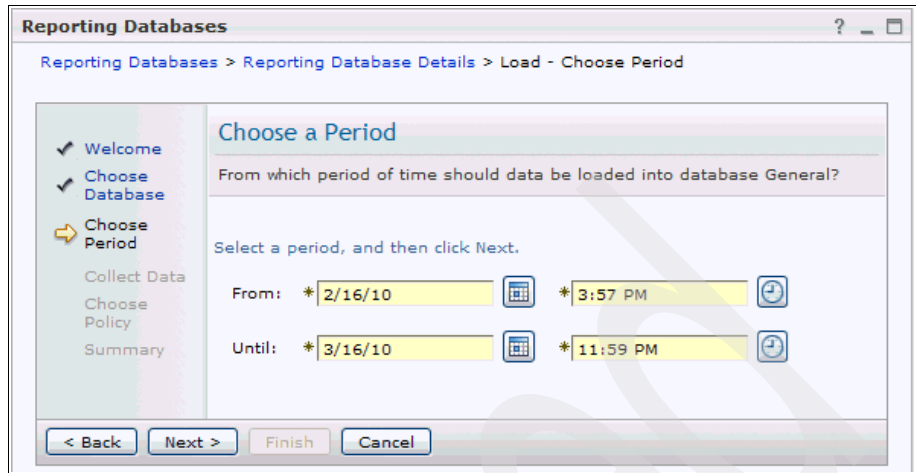 Reporting Databases ?
Reporting Databases > Reporting Database Details > Load - Choose Period
Welcome
Choose
Database
Choose
Period
Collect Data
Choose
Policy
Summary
Choose a Period
From which period of time should data be loaded into database General?
Select a period, and then click Next.
From: *2/16/10 *3:57 PM
Until: *3/16/10 *11:59 PM
< Back Next > Finish Cancel